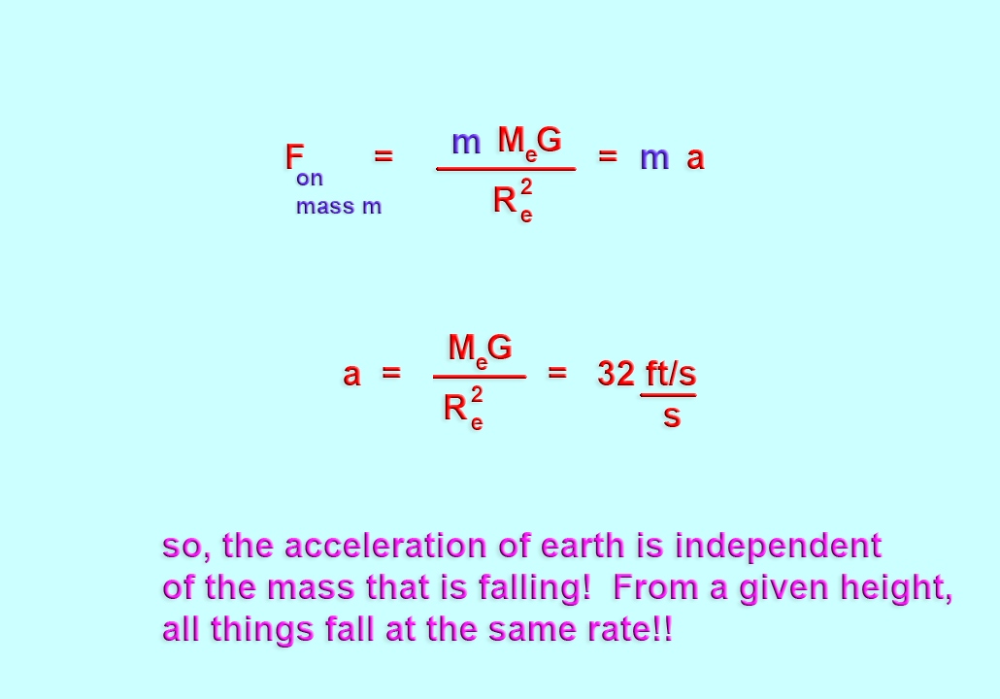 F on mass m = m MeG / Re² = m a
a = MeG / Re² = 32 ft/s / s
so, the acceleration of earth is independent
of the mass that is falling! From a given height,
all things fall at the same rate!!